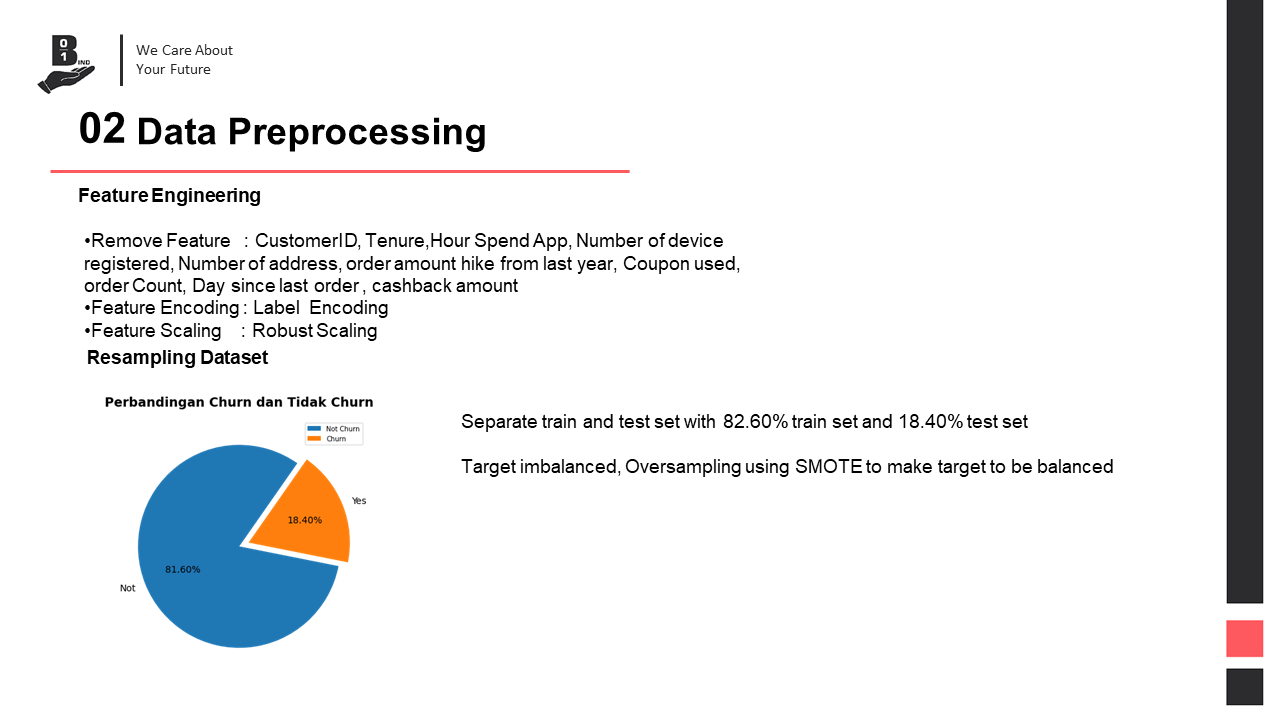 B
0
1
IND
We Care About
Your Future
02 Data Preprocessing
Feature Engineering
•Remove Feature : CustomerID, Tenure,Hour Spend App, Number of device
registered, Number of address, order amount hike from last year, Coupon used,
order Count, Day since last order , cashback amount
•Feature Encoding : Label Encoding
•Feature Scaling : Robust Scaling
Resampling Dataset
Perbandingan Churn dan Tidak Churn
Not Churn
Churn
Yes
18.40%
81.60%
Not
Separate train and test set with 82.60% train set and 18.40% test set
Target imbalanced, Oversampling using SMOTE to make target to be balanced